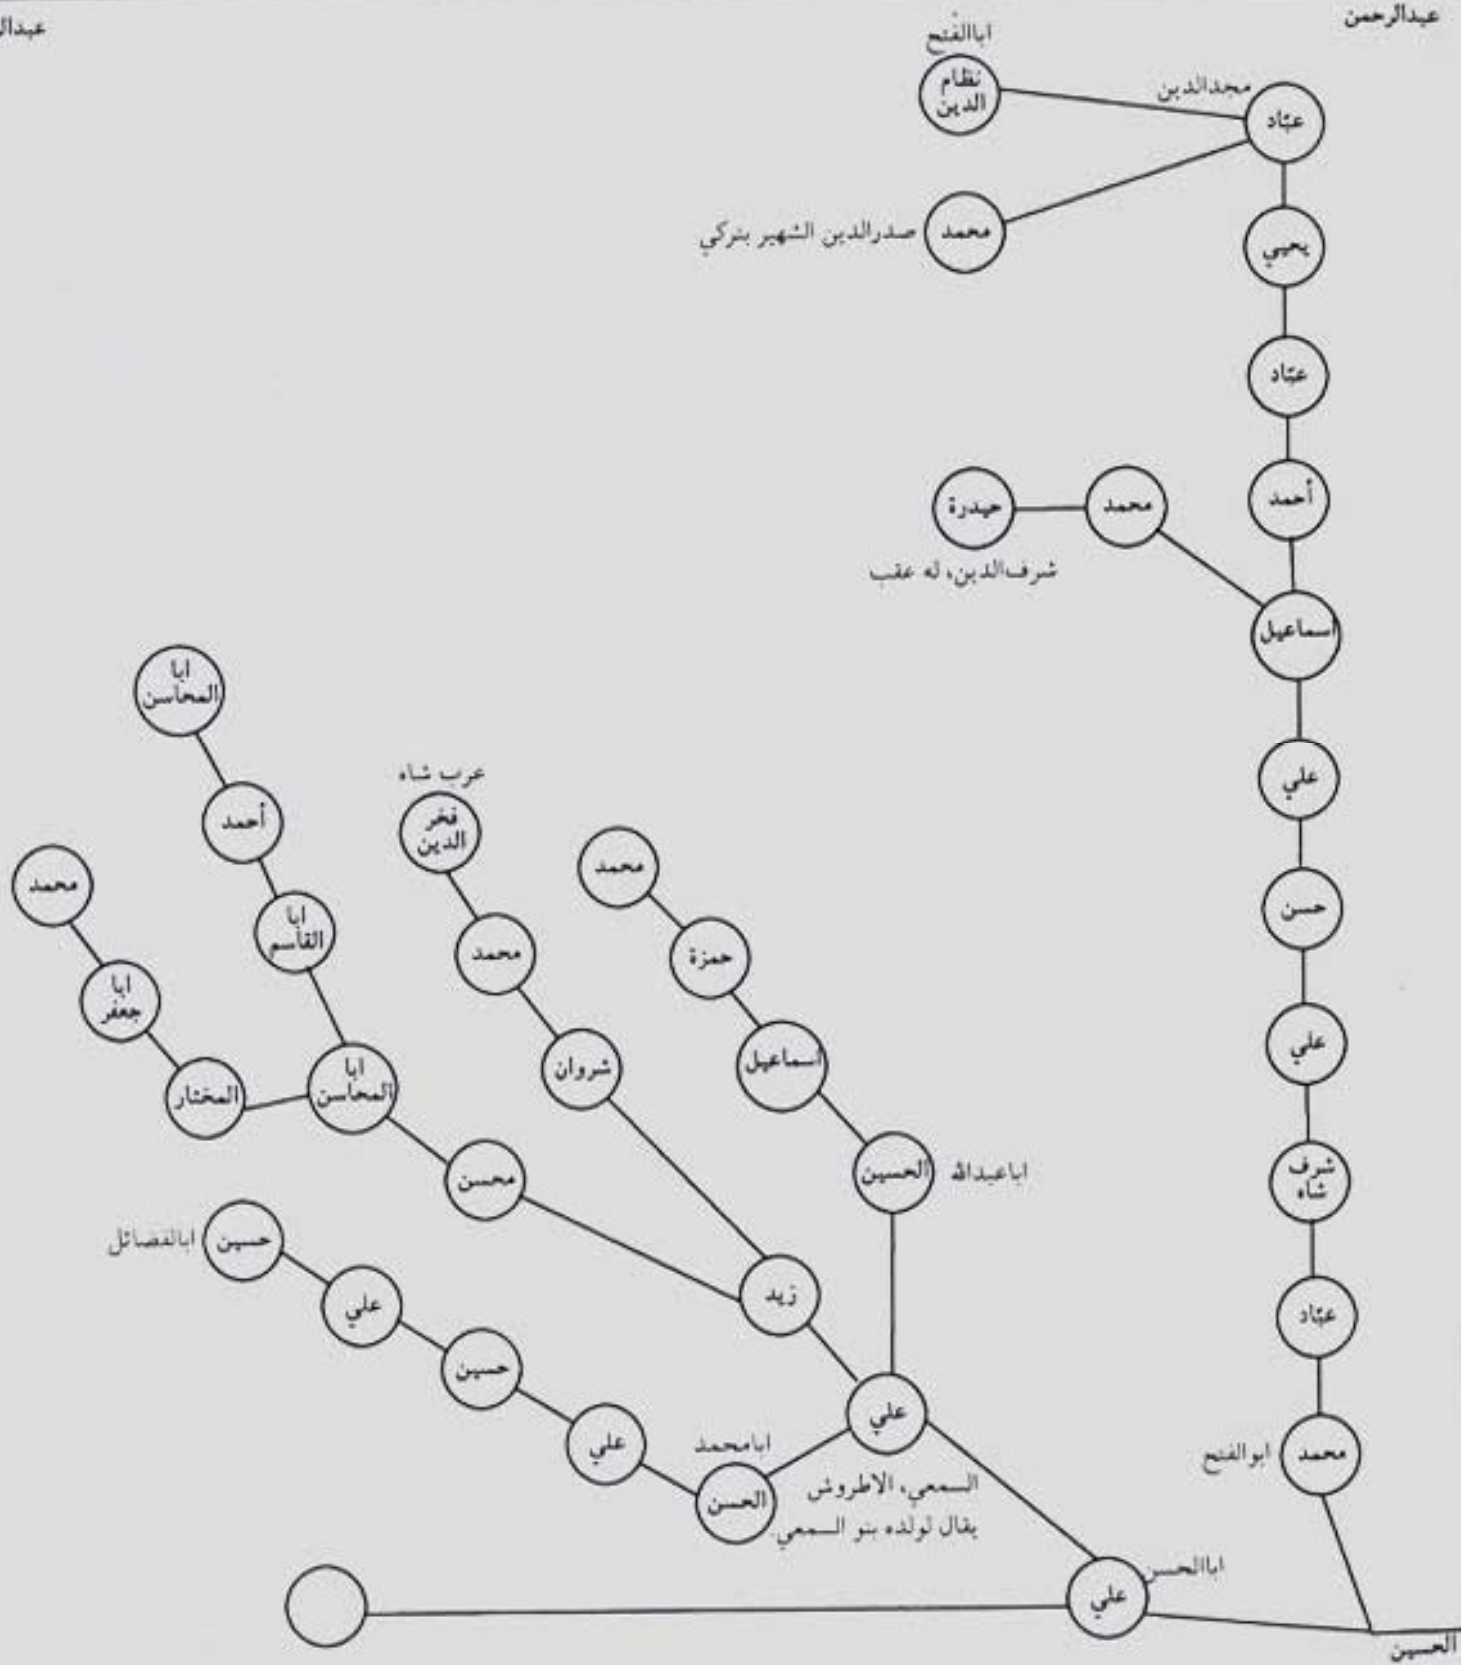 عبدالرحمن
عبدال
اباالفتح
نظام
الدين
مجدالدين
عبّاد
محمد
صدرالدين الشهير بتركي
يحيي
عبّاد
أحمد
محمد
حيدرة
شرف‌الدين، له عقب
اسماعيل
علي
حسن
علي
شرف
شاه
عبّاد
محمد
ابوالفتح
ابا
المحاسن
أحمد
ابا
القاسم
محمد
ابا
جعفر
المختار
ابا
المحاسن
محسن
عرب شاه
فخر
الدين
محمد
شروان
زيد
محمد
حمزة
اسماعيل
الحسين
اباعبدالله
ابالفضائل
حسين
علي
حسين
علي
ابامحمد
الحسن
علي
السمعي، الاطروش
يقال لولده بنو السمعي.
اباالحسن
علي
الحسين